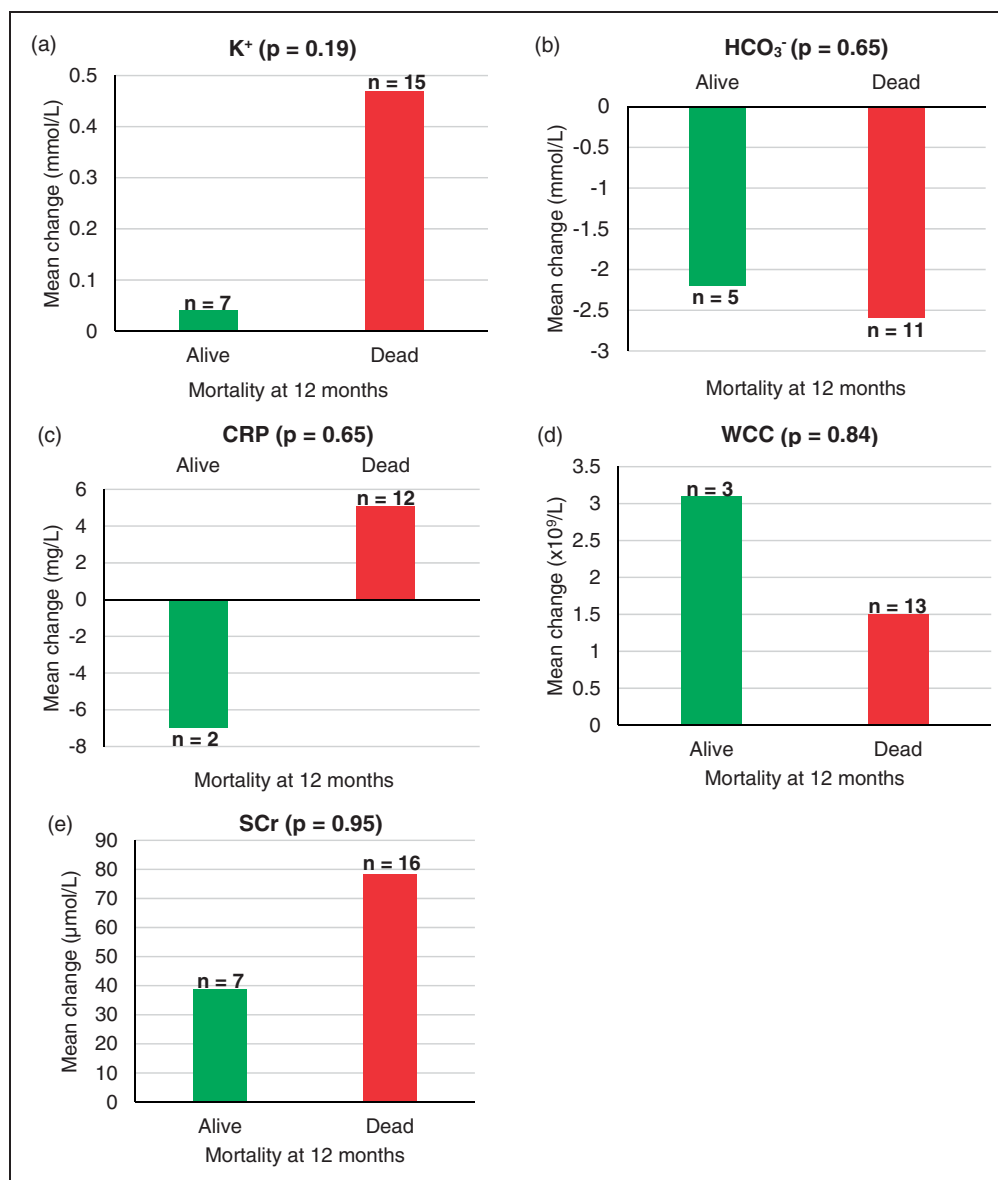 (a)
K⁺ (p = 0.19)
Mean change (mmol/L)
0.5
0.4
0.3
0.2
0.1
0
n = 7
n = 15
Alive Dead
Mortality at 12 months
(b)
HCO₃⁻ (p = 0.65)
Alive Dead
Mean change (mmol/L)
0
-0.5
-1
-1.5
-2
-2.5
-3
n = 5
n = 11
Mortality at 12 months
(c)
CRP (p = 0.65)
Alive Dead
Mean change (mg/L)
6
4
2
0
-2
-4
-6
-8
n = 12
n = 2
Mortality at 12 months
(d)
WCC (p = 0.84)
Mean change (x10⁹/L)
3.5
3
2.5
2
1.5
1
0.5
0
n = 3
n = 13
Alive Dead
Mortality at 12 months
(e)
SCr (p = 0.95)
Mean change (µmol/L)
90
80
70
60
50
40
30
20
10
0
n = 7
n = 16
Alive Dead
Mortality at 12 months